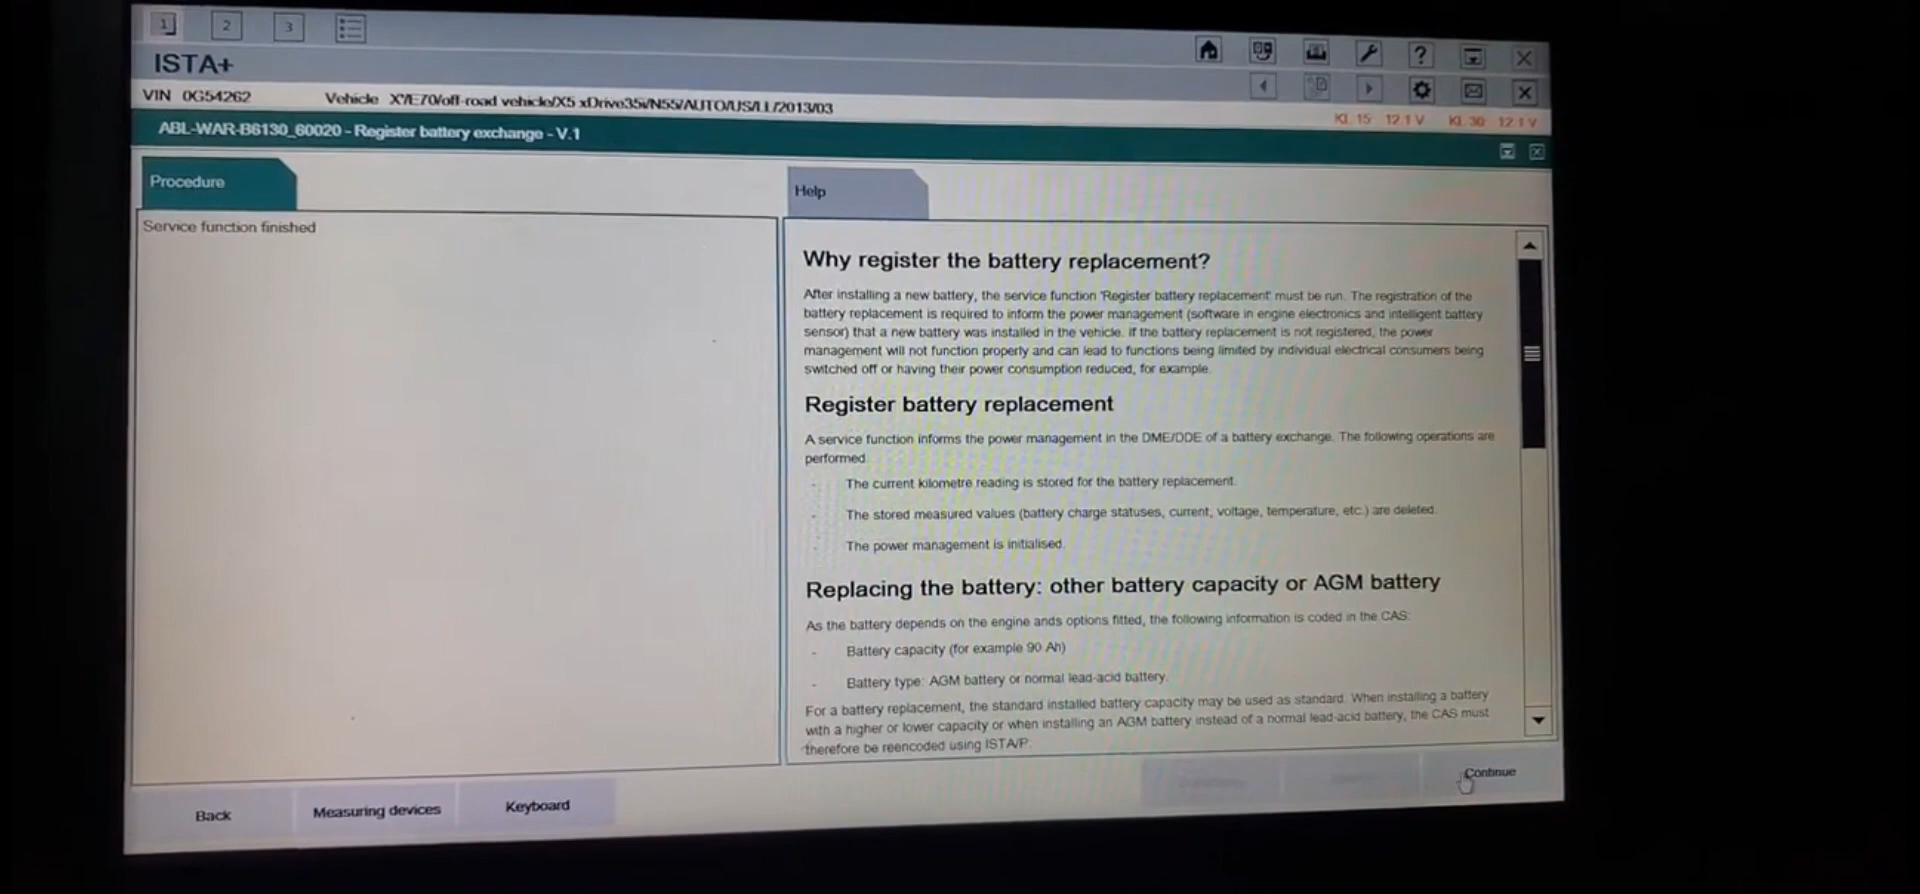 1 2 3
ISTA+
VIN 0G54262 Vehicle X'/E70/off-road vehicle/X5 xDrive35i/N55/AUTO/US/LL/2013/03
KL 15 12.1 V KL 30 12.1 V
ABL-WAR-B6130_60020 - Register battery exchange - V.1
Procedure
Service function finished
Help
Why register the battery replacement?
After installing a new battery, the service function 'Register battery replacement' must be run. The registration of the
battery replacement is required to inform the power management (software in engine electronics and intelligent battery
sensor) that a new battery was installed in the vehicle. If the battery replacement is not registered, the power
management will not function properly and can lead to functions being limited by individual electrical consumers being
switched off or having their power consumption reduced, for example.
Register battery replacement
A service function informs the power management in the DME/DDE of a battery exchange. The following operations are
performed
- The current kilometre reading is stored for the battery replacement.
- The stored measured values (battery charge statuses, current, voltage, temperature, etc.) are deleted.
- The power management is initialised.
Replacing the battery: other battery capacity or AGM battery
As the battery depends on the engine ands options fitted, the following information is coded in the CAS:
- Battery capacity (for example 90 Ah)
- Battery type: AGM battery or normal lead-acid battery.
For a battery replacement, the standard installed battery capacity may be used as standard. When installing a battery
with a higher or lower capacity or when installing an AGM battery instead of a normal lead-acid battery, the CAS must
therefore be reencoded using ISTA/P.
Back Measuring devices Keyboard Continue